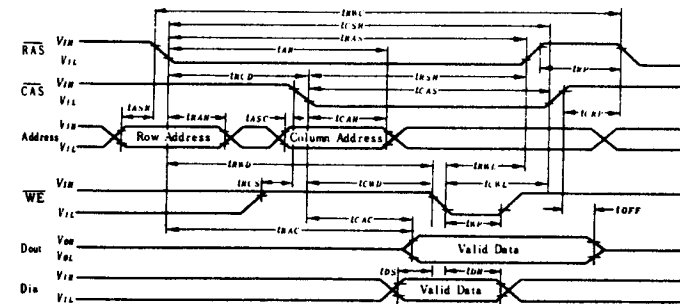 tRWC
tCSH
RAS VIH
VIL
tRAS
tAR
tRP
tRCD
tRSH
CAS VIH
VIL
tCAS
tCRP
tASR
tRAH
tASC
tCAH
Address VIH
VIL
Row Address
Column Address
tRWD
tRWL
tRCS
tCWD
tCWL
WE VIH
VIL
tCAC
tWP
tOFF
tRAC
Dout VOH
VOL
Valid Data
tDS
tDH
Din VIH
VIL
Valid Data